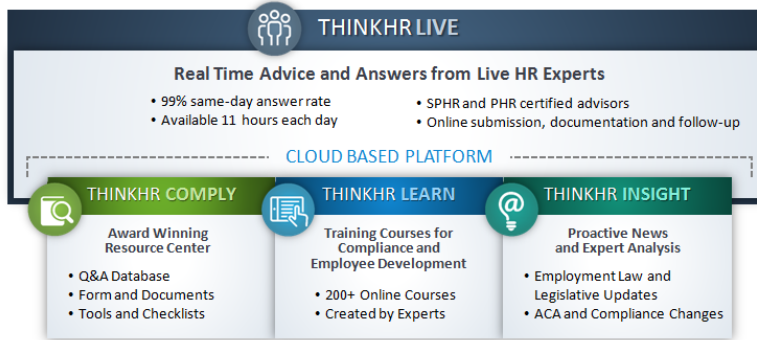 THINKHR LIVE
Real Time Advice and Answers from Live HR Experts
• 99% same-day answer rate
• Available 11 hours each day
• SPHR and PHR certified advisors
• Online submission, documentation and follow-up
CLOUD BASED PLATFORM
THINKHR COMPLY
Award Winning
Resource Center
• Q&A Database
• Form and Documents
• Tools and Checklists
THINKHR LEARN
Training Courses for
Compliance and
Employee Development
• 200+ Online Courses
• Created by Experts
THINKHR INSIGHT
Proactive News
and Expert Analysis
• Employment Law and
Legislative Updates
• ACA and Compliance Changes